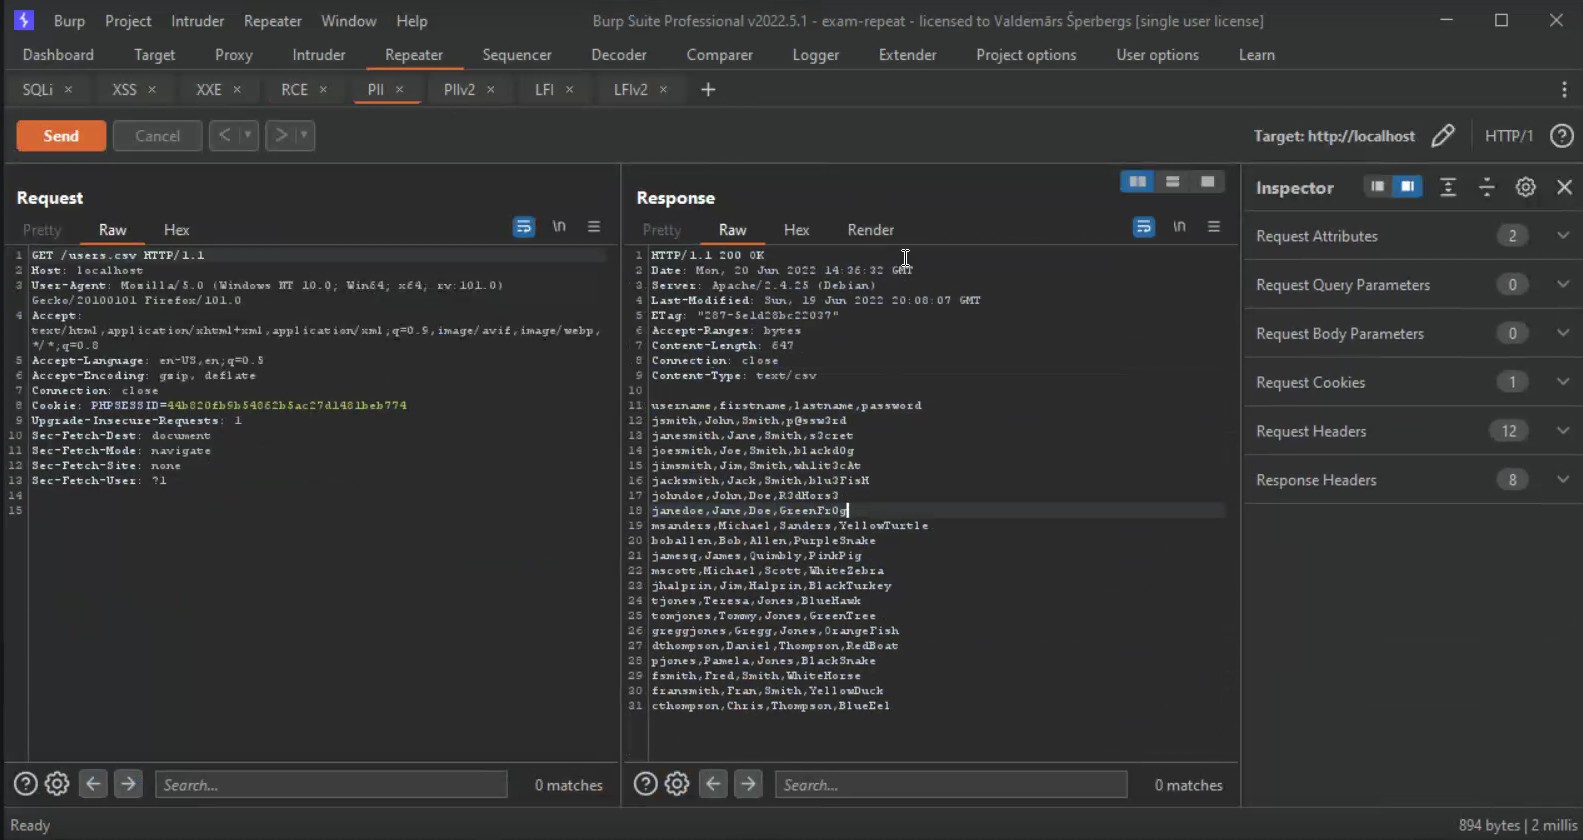 Burp Project Intruder Repeater Window Help Burp Suite Professional v2022.5.1 - exam-repeat - licensed to Valdemārs Šperbergs [single user license]
Dashboard Target Proxy Intruder Repeater Sequencer Decoder Comparer Logger Extender Project options User options Learn
SQLi × XSS × XXE × RCE × PII × PIIv2 × LFI × LFIv2 × +
Send Cancel < > Target: http://localhost HTTP/1 ?
Request
Pretty Raw Hex \n
1 GET /users.csv HTTP/1.1
2 Host: localhost
3 User-Agent: Mozilla/5.0 (Windows NT 10.0; Win64; x64; rv:101.0)
Gecko/20100101 Firefox/101.0
4 Accept:
text/html,application/xhtml+xml,application/xml;q=0.9,image/avif,image/webp,
*/*;q=0.8
5 Accept-Language: en-US,en;q=0.5
6 Accept-Encoding: gzip, deflate
7 Connection: close
8 Cookie: PHPSESSID=44b820fb9b54862b5ac27d1481beb774
9 Upgrade-Insecure-Requests: 1
10 Sec-Fetch-Dest: document
11 Sec-Fetch-Mode: navigate
12 Sec-Fetch-Site: none
13 Sec-Fetch-User: ?1
14
15
Search... 0 matches
Response
Pretty Raw Hex Render \n
1 HTTP/1.1 200 OK
2 Date: Mon, 20 Jun 2022 14:36:32 GMT
3 Server: Apache/2.4.25 (Debian)
4 Last-Modified: Sun, 19 Jun 2022 20:08:07 GMT
5 ETag: "287-5e1d28bc22037"
6 Accept-Ranges: bytes
7 Content-Length: 647
8 Connection: close
9 Content-Type: text/csv
10
11 username,firstname,lastname,password
12 jsmith,John,Smith,p@ssw3rd
13 janesmith,Jane,Smith,s3cret
14 joesmith,Joe,Smith,blackd0g
15 jimsmith,Jim,Smith,whlit3cAt
16 jacksmith,Jack,Smith,blu3FisH
17 johndoe,John,Doe,R3dHors3
18 janedoe,Jane,Doe,GreenFr0g
19 msanders,Michael,Sanders,YellowTurtle
20 boballen,Bob,Allen,PurpleSnake
21 jamesq,James,Quimbly,PinkPig
22 mscott,Michael,Scott,WhiteZebra
23 jhalprin,Jim,Halprin,BlackTurkey
24 tjones,Teresa,Jones,BlueHawk
25 tomjones,Tommy,Jones,GreenTree
26 greggjones,Gregg,Jones,OrangeFish
27 dthompson,Daniel,Thompson,RedBoat
28 pjones,Pamela,Jones,BlackSnake
29 fsmith,Fred,Smith,WhiteHorse
30 fransmith,Fran,Smith,YellowDuck
31 cthompson,Chris,Thompson,BlueEel
Search... 0 matches
Inspector
Request Attributes 2
Request Query Parameters 0
Request Body Parameters 0
Request Cookies 1
Request Headers 12
Response Headers 8
Ready 894 bytes | 2 millis